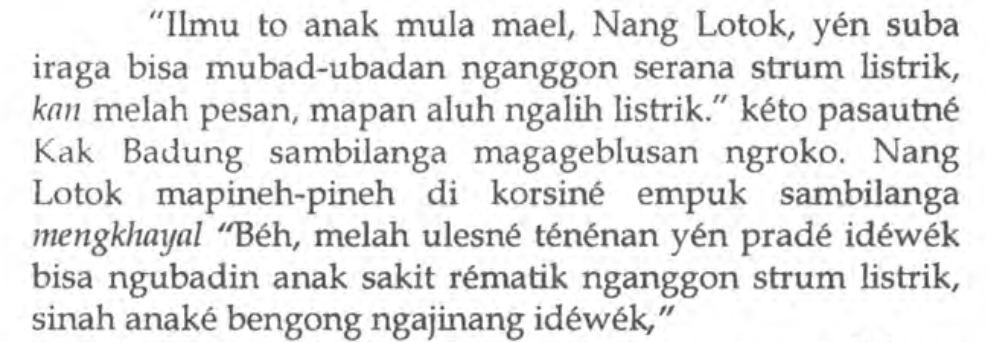 "Ilmu to anak mula mael, Nang Lotok, yén suba
iraga bisa mubad-ubadan nganggon serana strum listrik,
kan melah pesan, mapan aluh ngalih listrik." kéto pasautné
Kak Badung sambilanga magageblusan ngroko. Nang
Lotok mapineh-pineh di korsiné empuk sambilanga
mengkhayal "Béh, melah ulesné ténénan yén pradé idéwék
bisa ngubadin anak sakit rématik nganggon strum listrik,
sinah anaké bengong ngajinang idéwék,"